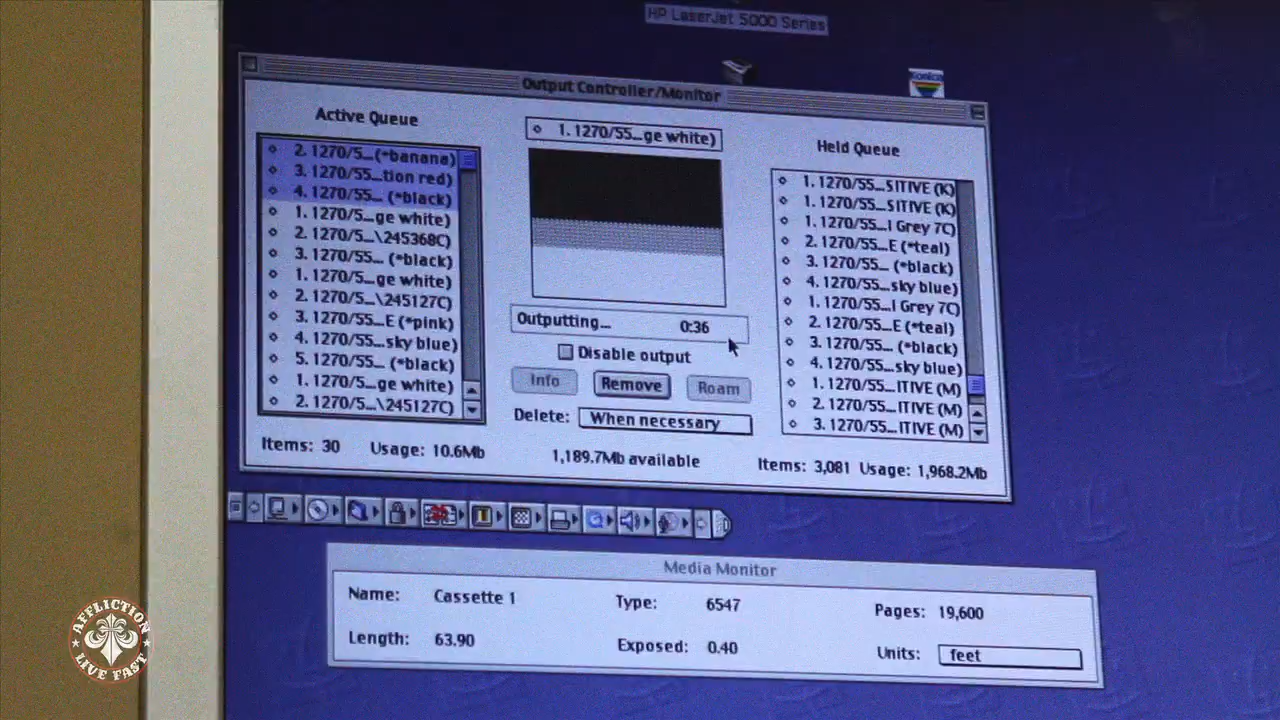 HP LaserJet 5000 Series
Konica
Output Controller/Monitor
Active Queue
2. 1270/5...(*banana)
3. 1270/55...tion red)
4. 1270/55... (*black)
1. 1270/5...ge white)
2. 1270/5...\245368C)
3. 1270/55... (*black)
1. 1270/55...ge white)
2. 1270/5...\245127C)
3. 1270/55...E (*pink)
4. 1270/55...sky blue)
5. 1270/55... (*black)
1. 1270/55...ge white)
2. 1270/5...\245127C)
Items: 30 Usage: 10.6Mb
1. 1270/55...ge white)
Outputting... 0:36
Disable output
Info Remove Roam
Delete: When necessary
1,189.7Mb available
Held Queue
1. 1270/55...SITIVE (K)
1. 1270/55...SITIVE (K)
1. 1270/55...l Grey 7C)
2. 1270/55...E (*teal)
3. 1270/55... (*black)
4. 1270/55...sky blue)
1. 1270/55...l Grey 7C)
2. 1270/55...E (*teal)
3. 1270/55... (*black)
4. 1270/55...sky blue)
1. 1270/55...ITIVE (M)
2. 1270/55...ITIVE (M)
3. 1270/55...ITIVE (M)
Items: 3,081 Usage: 1,968.2Mb
Media Monitor
Name: Cassette 1 Type: 6547 Pages: 19,600
Length: 63.90 Exposed: 0.40 Units: feet
AFFLICTION
LIVE FAST